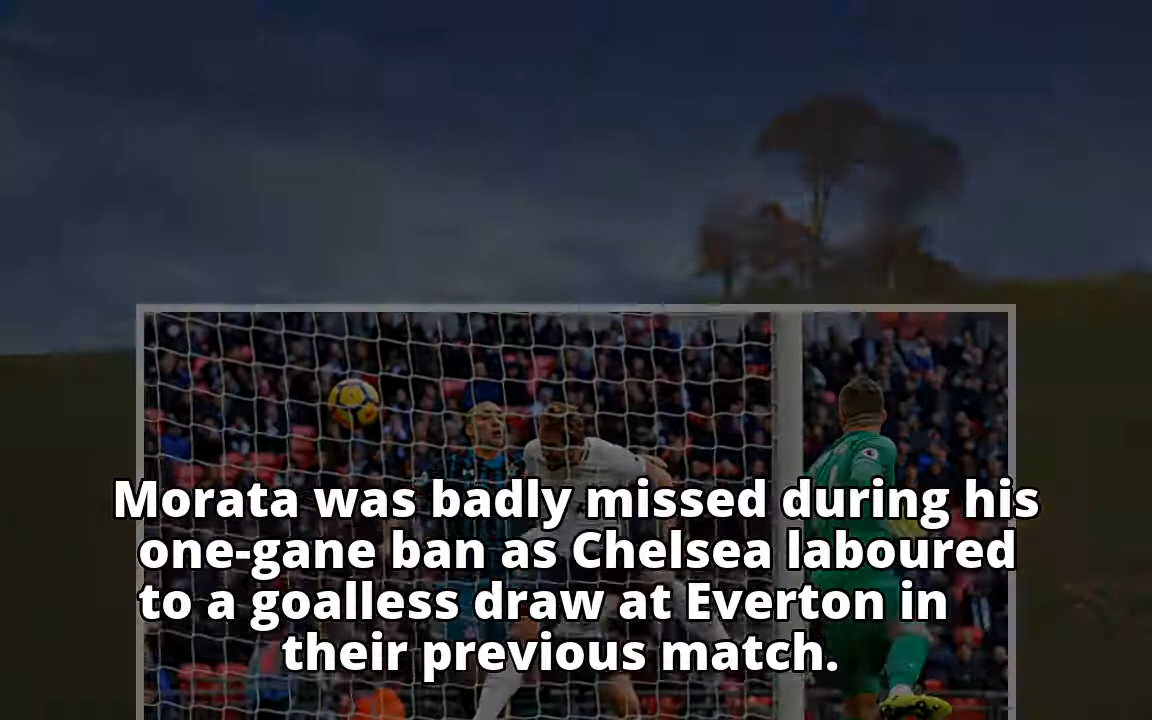 Morata was badly missed during his
one-gane ban as Chelsea laboured
to a goalless draw at Everton in
their previous match.